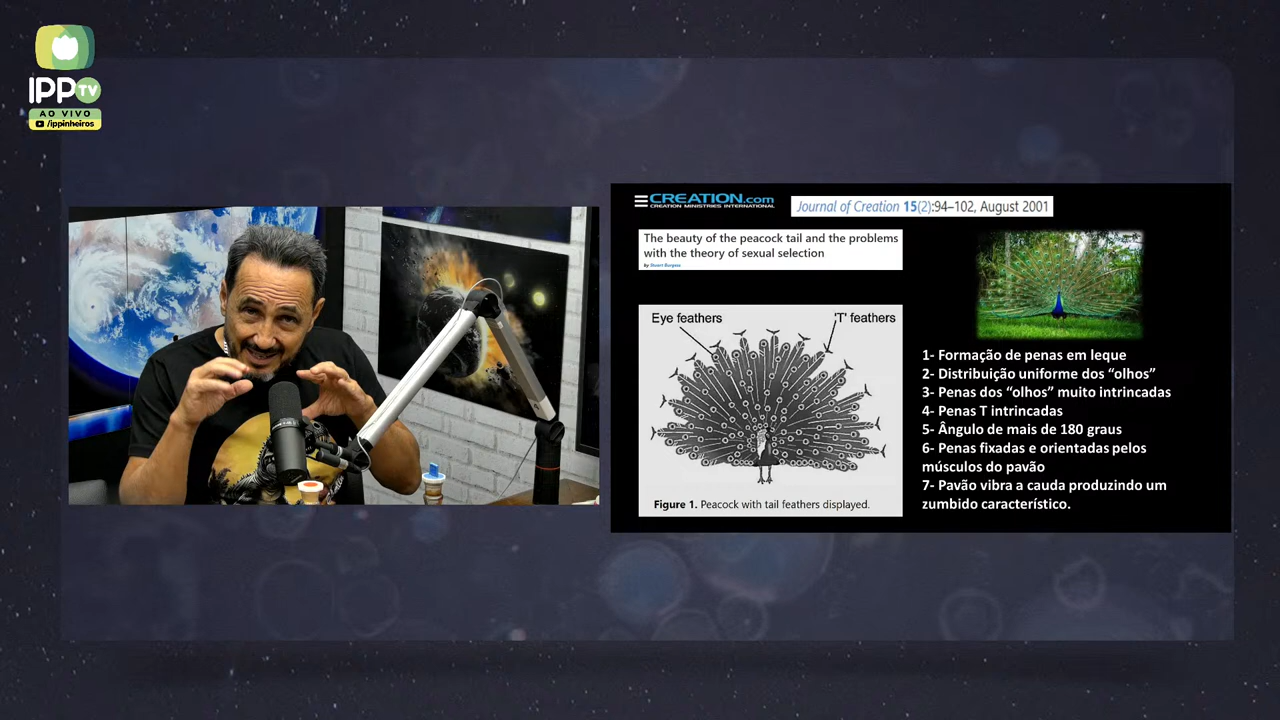 IPP TV
AO VIVO
/ippinheiros
CREATION.com
CREATION MINISTRIES INTERNATIONAL
Journal of Creation 15(2):94–102, August 2001
The beauty of the peacock tail and the problems
with the theory of sexual selection
by Stuart Burgess
Eye feathers
'T' feathers
Figure 1. Peacock with tail feathers displayed.
1- Formação de penas em leque
2- Distribuição uniforme dos “olhos”
3- Penas dos “olhos” muito intrincadas
4- Penas T intrincadas
5- Ângulo de mais de 180 graus
6- Penas fixadas e orientadas pelos
músculos do pavão
7- Pavão vibra a cauda produzindo um
zumbido característico.